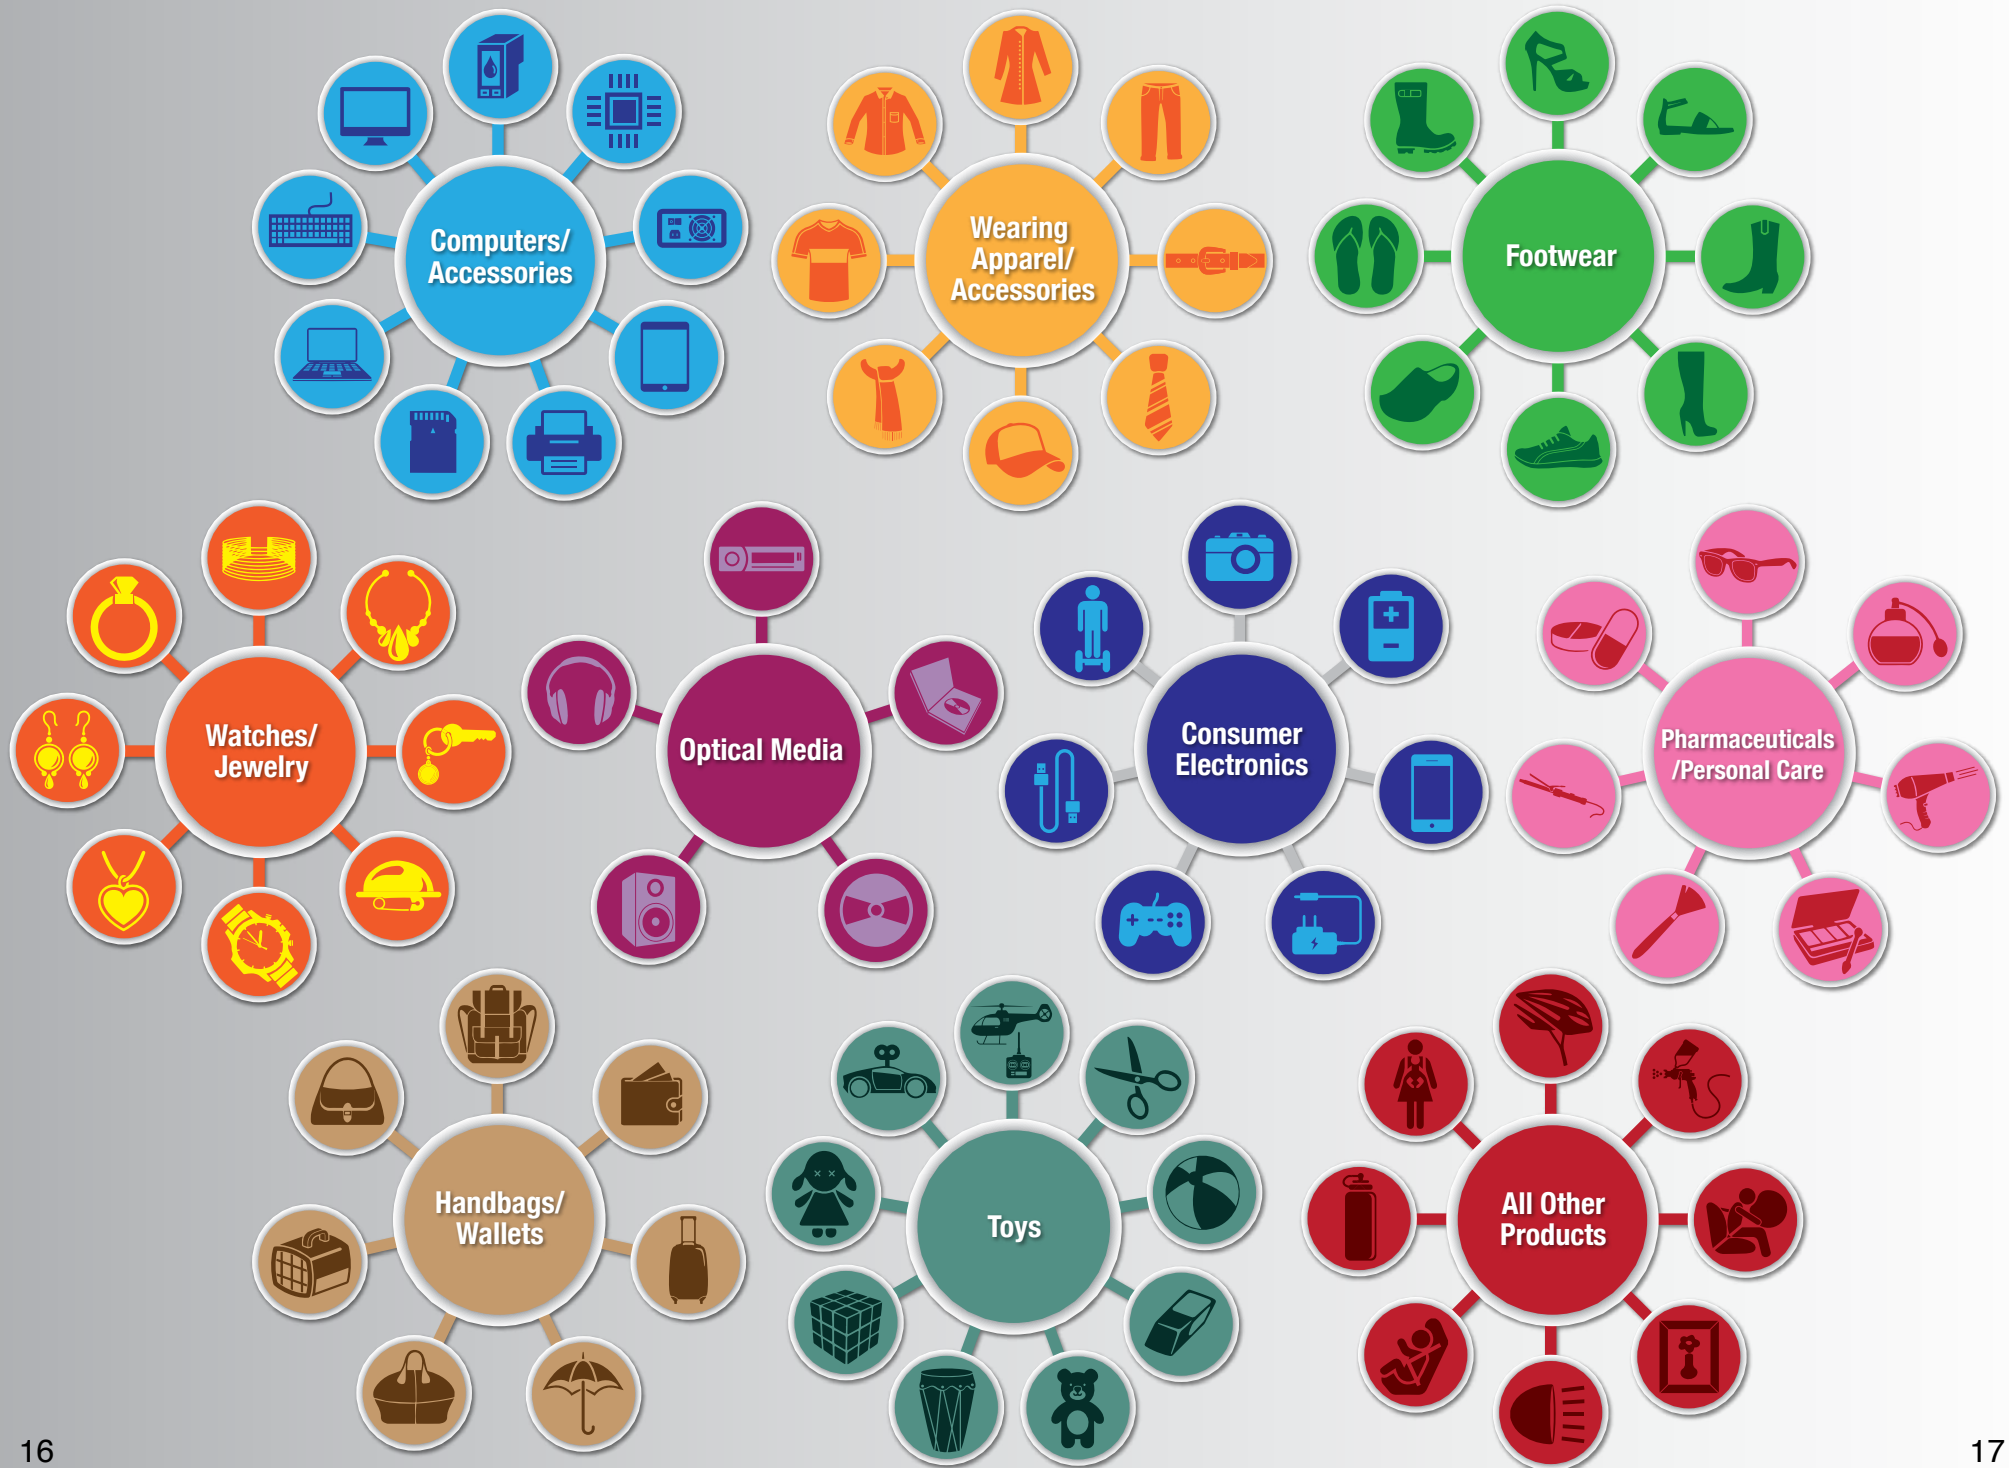 Computers/
Accessories
Wearing
Apparel/
Accessories
Footwear
Watches/
Jewelry
Optical Media
Consumer
Electronics
Pharmaceuticals
/Personal Care
Handbags/
Wallets
Toys
All Other
Products
16
17